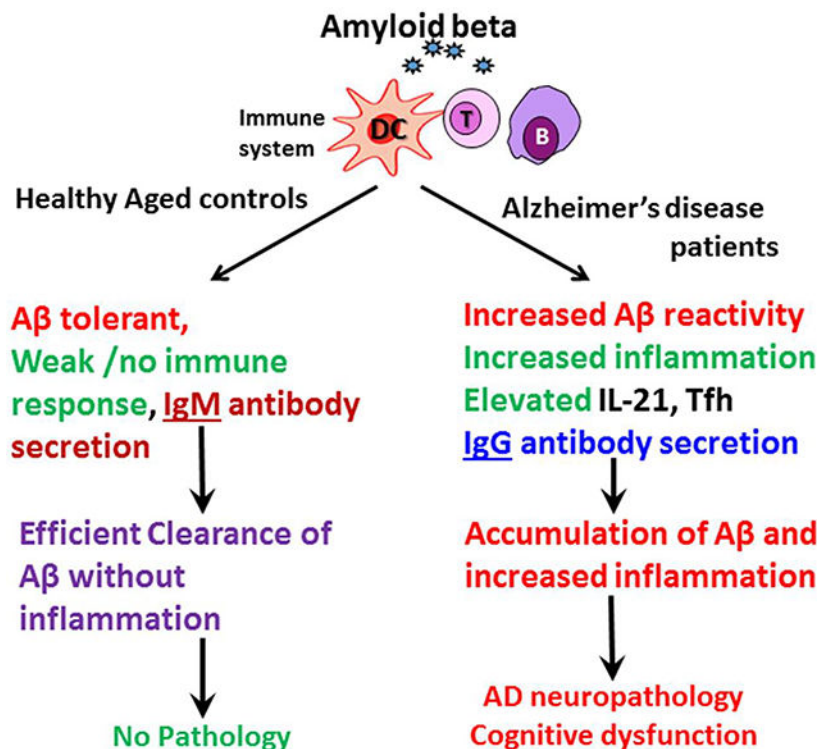 Amyloid beta
Immune
system
DC
T
B
Healthy Aged controls
Alzheimer's disease
patients
Aβ tolerant,
Weak /no immune
response, IgM antibody
secretion
Increased Aβ reactivity
Increased inflammation
Elevated IL-21, Tfh
IgG antibody secretion
Efficient Clearance of
Aβ without
inflammation
Accumulation of Aβ and
increased inflammation
No Pathology
AD neuropathology
Cognitive dysfunction